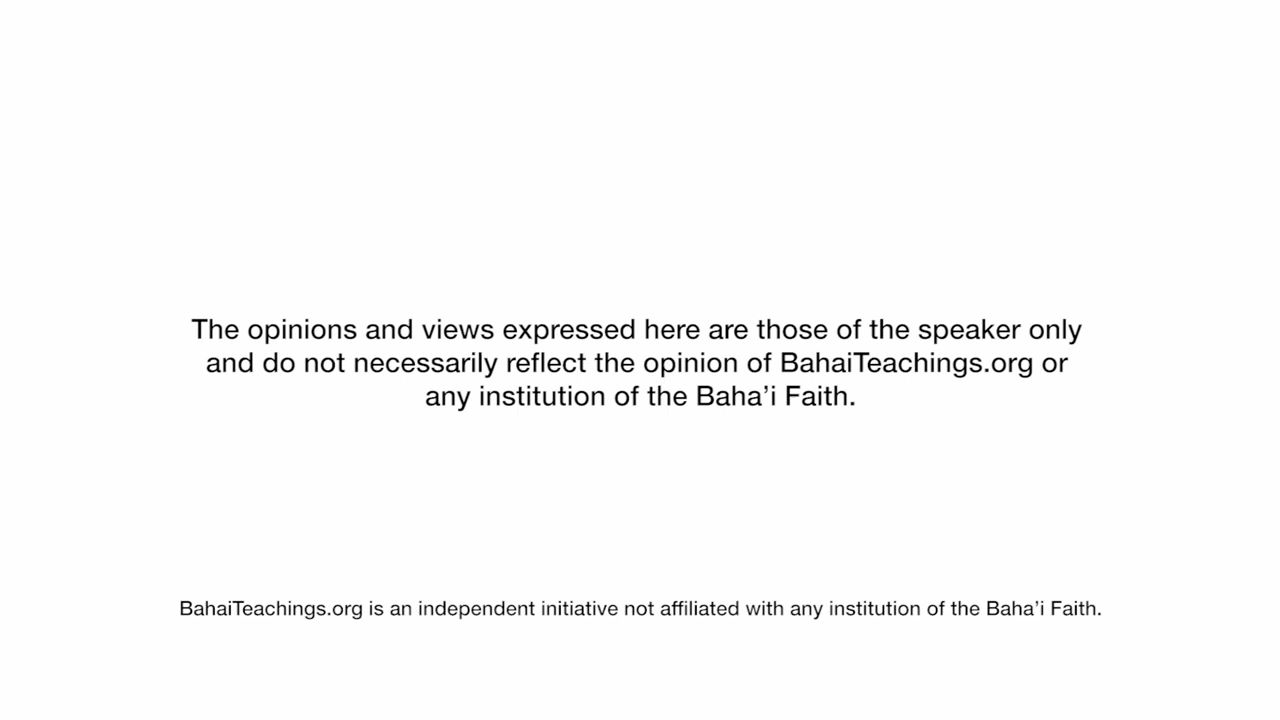 The opinions and views expressed here are those of the speaker only
and do not necessarily reflect the opinion of BahaiTeachings.org or
any institution of the Baha’i Faith.
BahaiTeachings.org is an independent initiative not affiliated with any institution of the Baha’i Faith.